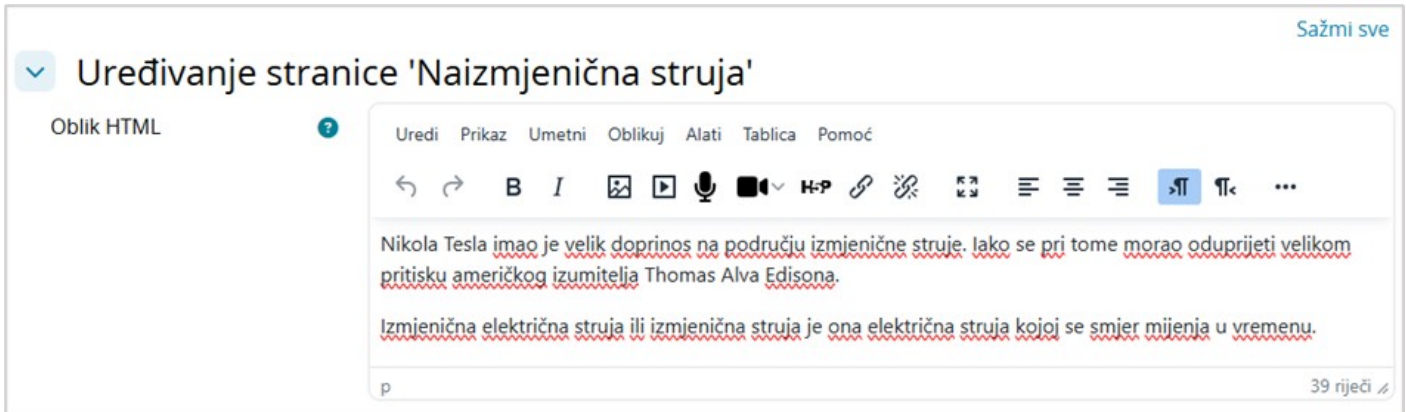 Sažmi sve
Uređivanje stranice 'Naizmjenična struja'
Oblik HTML
Uredi Prikaz Umetni Oblikuj Alati Tablica Pomoć
B I H-P
Nikola Tesla imao je velik doprinos na području izmjenične struje. Iako se pri tome morao oduprijeti velikom
pritisku američkog izumitelja Thomas Alva Edisona.
Izmjenična električna struja ili izmjenična struja je ona električna struja kojoj se smjer mijenja u vremenu.
p 39 riječi